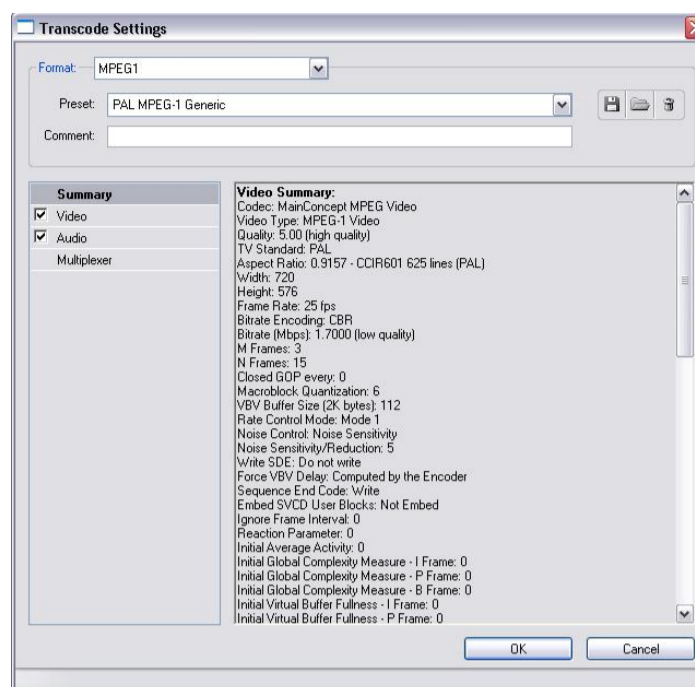 Transcode Settings
Format: MPEG1
Preset: PAL MPEG-1 Generic
Comment:
Summary
Video
Audio
Multiplexer
Video Summary:
Codec: MainConcept MPEG Video
Video Type: MPEG-1 Video
Quality: 5.00 (high quality)
TV Standard: PAL
Aspect Ratio: 0.9157 - CCIR601 625 lines (PAL)
Width: 720
Height: 576
Frame Rate: 25 fps
Bitrate Encoding: CBR
Bitrate (Mbps): 1.7000 (low quality)
M Frames: 3
N Frames: 15
Closed GOP every: 0
Macroblock Quantization: 6
VBV Buffer Size (2K bytes): 112
Rate Control Mode: Mode 1
Noise Control: Noise Sensitivity
Noise Sensitivity/Reduction: 5
Write SDE: Do not write
Force VBV Delay: Computed by the Encoder
Sequence End Code: Write
Embed SVCD User Blocks: Not Embed
Ignore Frame Interval: 0
Reaction Parameter: 0
Initial Average Activity: 0
Initial Global Complexity Measure - I Frame: 0
Initial Global Complexity Measure - P Frame: 0
Initial Global Complexity Measure - B Frame: 0
Initial Virtual Buffer Fullness - I Frame: 0
Initial Virtual Buffer Fullness - P Frame: 0
OK
Cancel